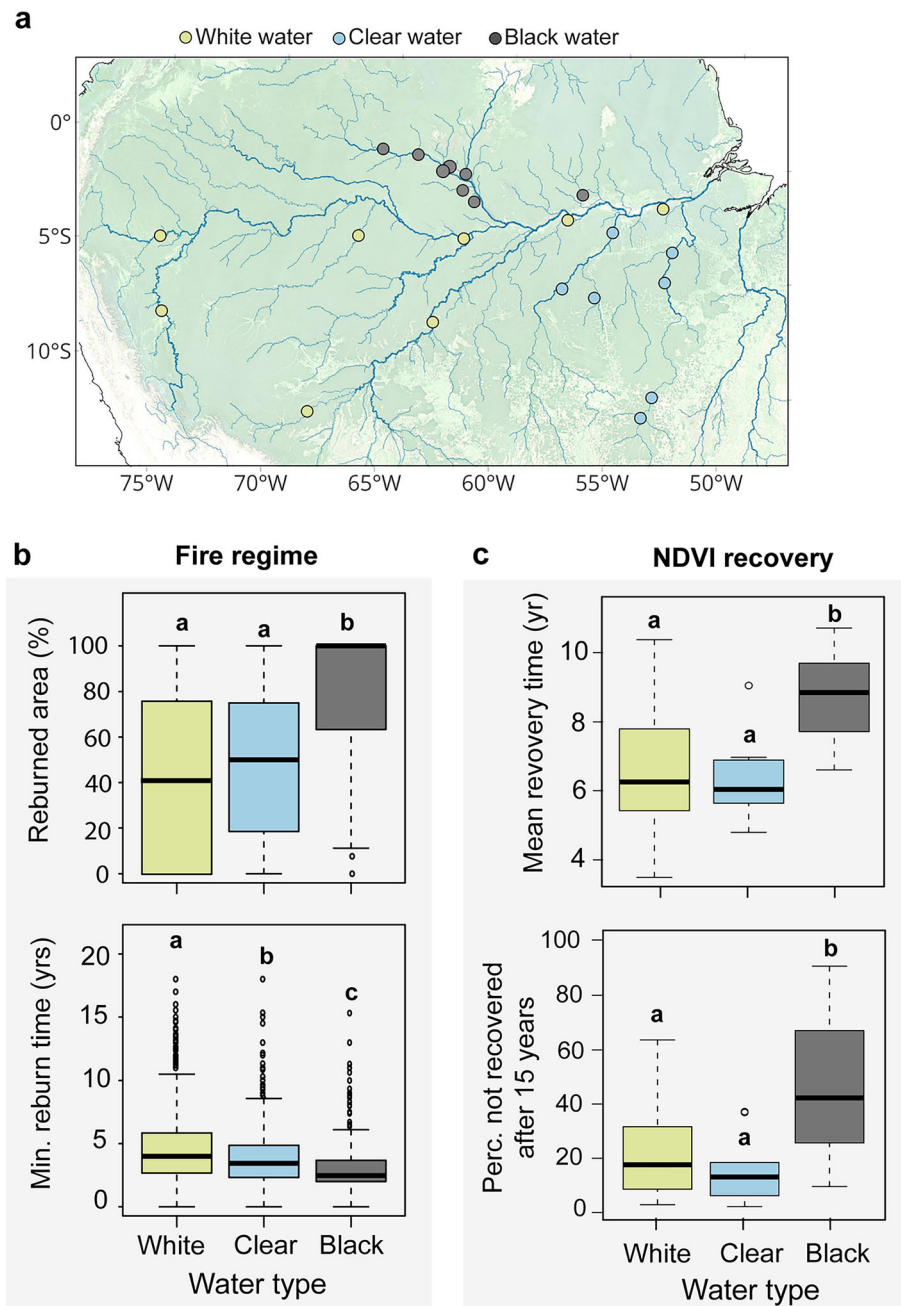 a
White water Clear water Black water
0°
5°S
10°S
75°W 70°W 65°W 60°W 55°W 50°W
b Fire regime
Reburned area (%)
100
80
60
40
20
0
a a b
Min. reburn time (yrs)
20
15
10
5
0
a b c
White Clear Black
Water type
c NDVI recovery
Mean revovery time (yr)
10
8
6
4
a a b
Perc. not recovered
after 15 years
100
80
60
40
20
0
a a b
White Clear Black
Water type